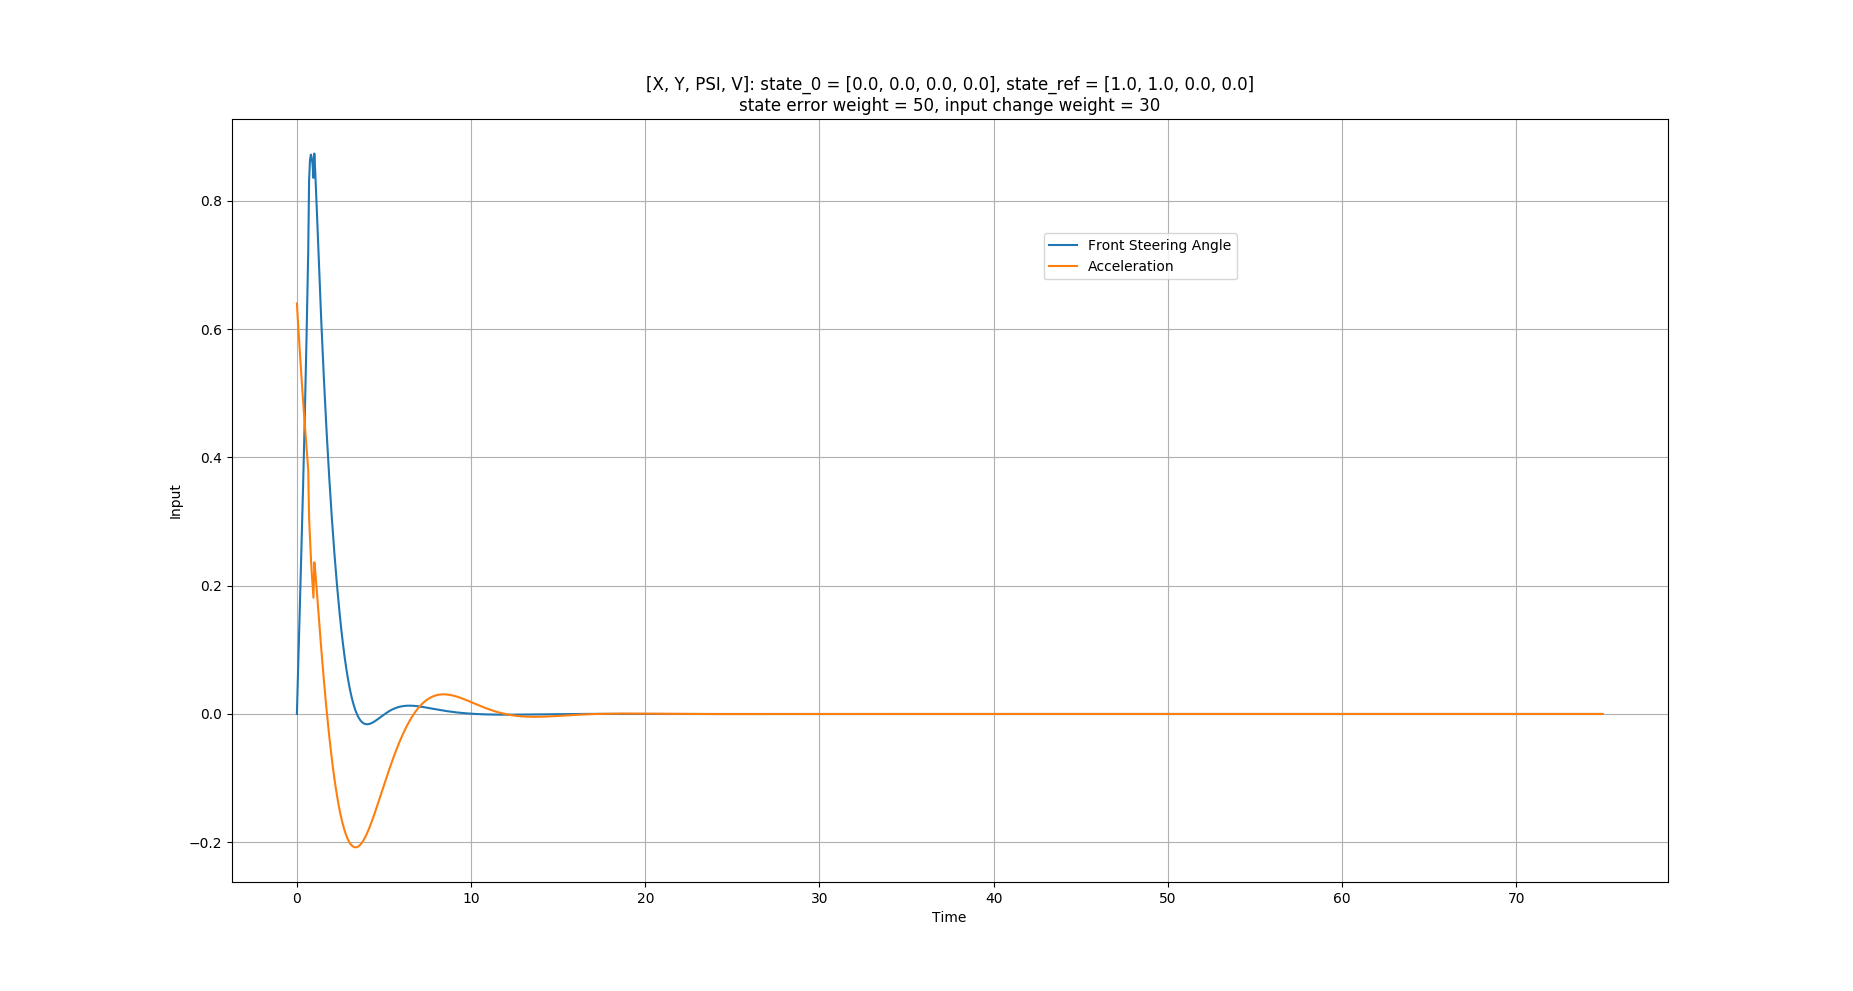 [X, Y, PSI, V]: state_0 = [0.0, 0.0, 0.0, 0.0], state_ref = [1.0, 1.0, 0.0, 0.0]
state error weight = 50, input change weight = 30
Input
0.8
0.6
0.4
0.2
0.0
−0.2
Front Steering Angle
Acceleration
0 10 20 30 40 50 60 70
Time